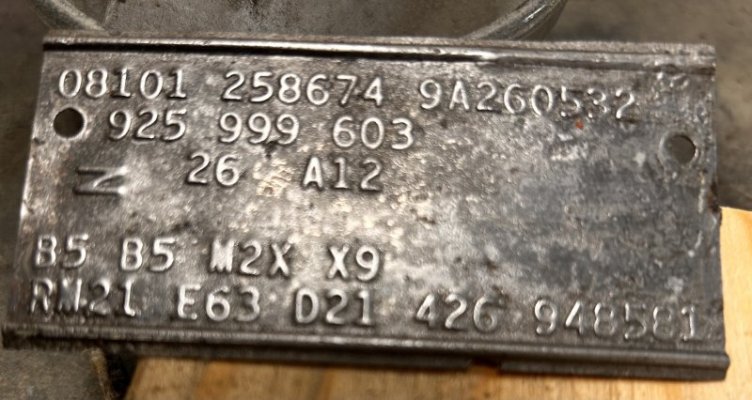 08101 258674 9A260532
925 999 603
N 26 A12
B5 B5 M2X X9
RM21 E63 D21 426 948581